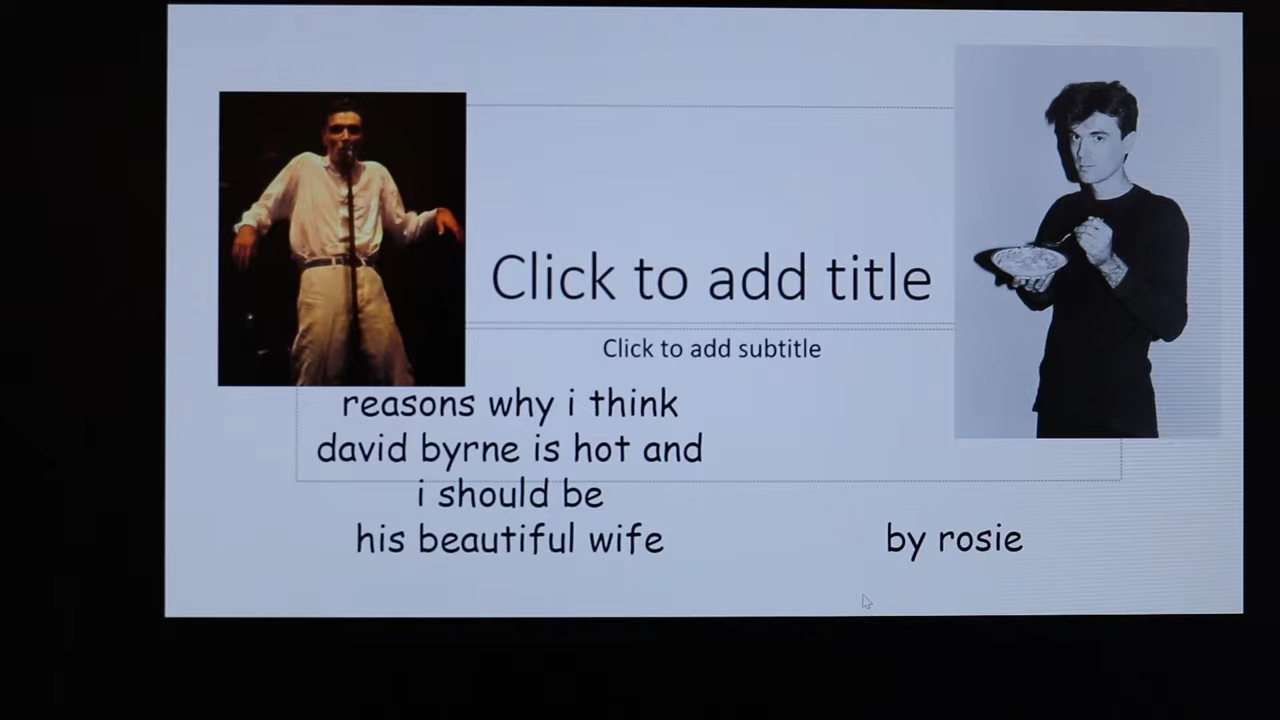 Click to add title
Click to add subtitle
reasons why i think
david byrne is hot and
i should be
his beautiful wife
by rosie